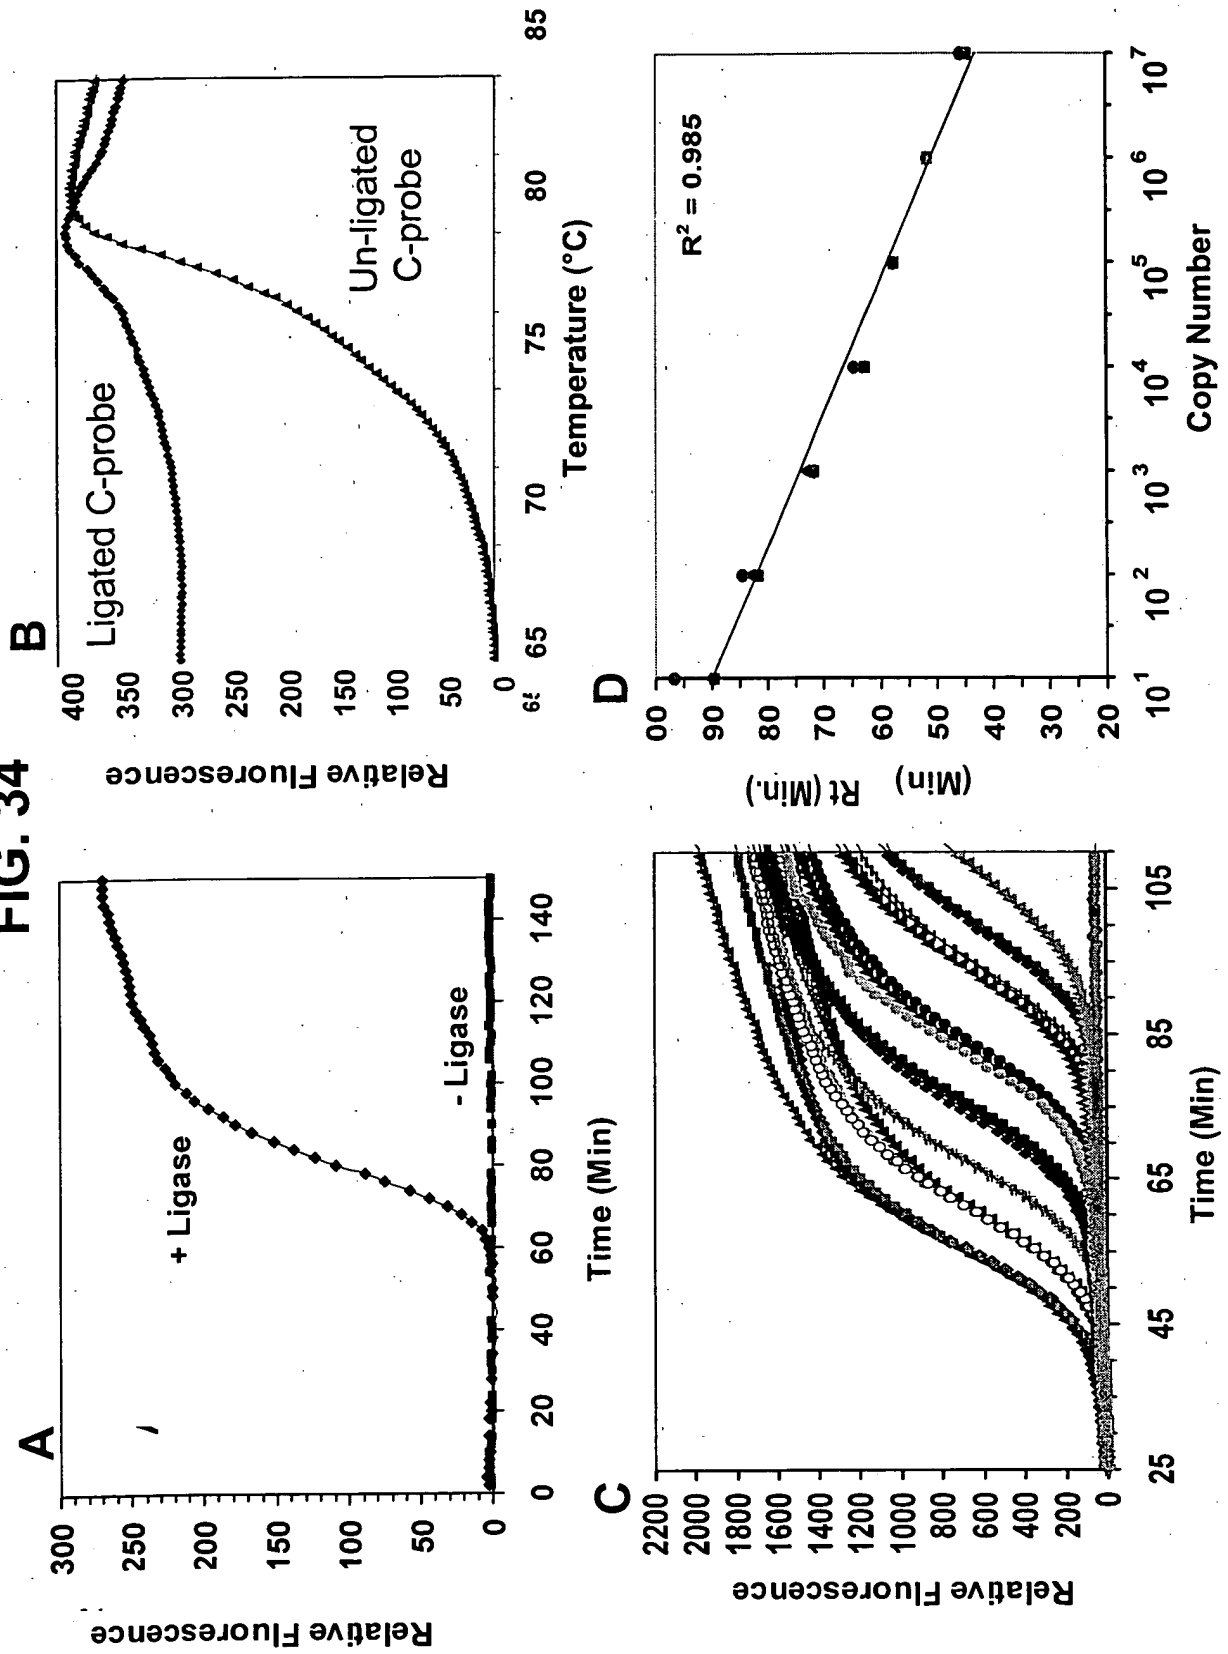 FIG. 34
A
Relative Fluorescence
300
250
200
150
100
50
0
+ Ligase
- Ligase
0 20 40 60 80 100 120 140
Time (Min)
B
Relative Fluorescence
400
350
300
250
200
150
100
50
0
Ligated C-probe
Un-ligated
C-probe
65
65 70 75 80 85
Temperature (°C)
C
Relative Fluorescence
2200
2000
1800
1600
1400
1200
1000
800
600
400
200
0
25 45 65 85 105
Time (Min)
D
Rt (Min.)
(Min)
00
90
80
70
60
50
40
30
20
R² = 0.985
10¹ 10² 10³ 10⁴ 10⁵ 10⁶ 10⁷
Copy Number